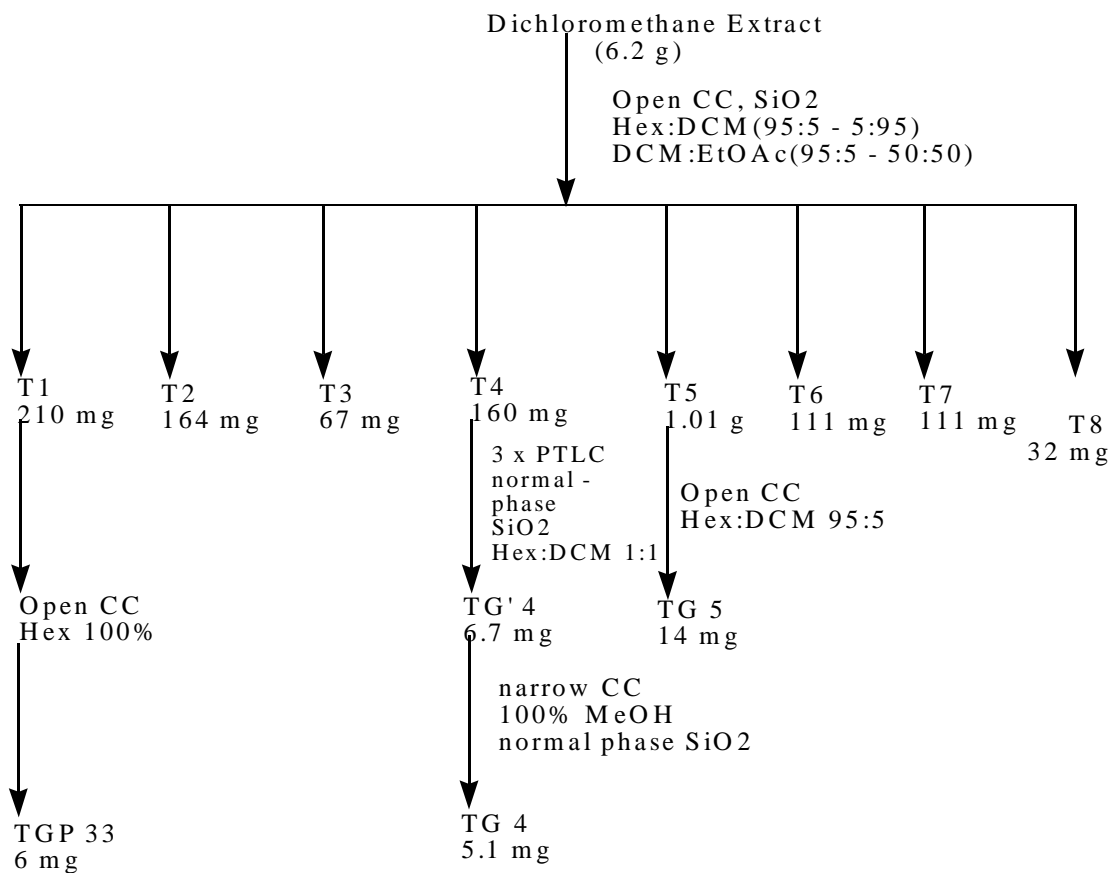 Dichloromethane Extract
(6.2 g)
Open CC, SiO2
Hex:DCM(95:5 - 5:95)
DCM:EtOAc(95:5 - 50:50)
T1
210 mg
T2
164 mg
T3
67 mg
T4
160 mg
T5
1.01 g
T6
111 mg
T7
111 mg
T8
32 mg
3 x PTLC
normal -
phase
SiO2
Hex:DCM 1:1
Open CC
Hex:DCM 95:5
Open CC
Hex 100%
TG' 4
6.7 mg
TG 5
14 mg
narrow CC
100% MeOH
normal phase SiO2
TGP 33
6 mg
TG 4
5.1 mg